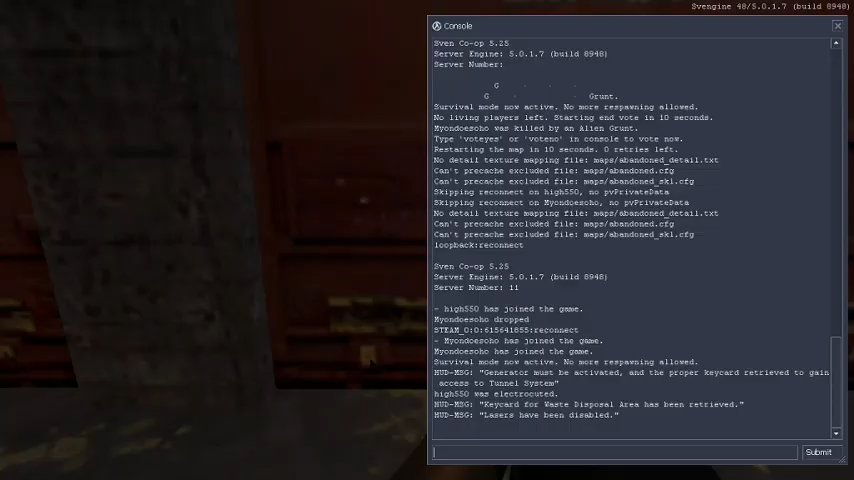 Svengine 48/5.0.1.7 (build 8948)
Console
Sven Co-op 5.25
Server Engine: 5.0.1.7 (build 8948)
Server Number:
G
G Grunt.
Survival mode now active. No more respawning allowed.
No living players left. Starting end vote in 10 seconds.
Myondoesoho was killed by an Alien Grunt.
Type 'voteyes' or 'voteno' in console to vote now.
Restarting the map in 10 seconds. 0 retries left.
No detail texture mapping file: maps/abandoned_detail.txt
Can't precache excluded file: maps/abandoned.cfg
Can't precache excluded file: maps/abandoned_skl.cfg
Skipping reconnect on high550, no pvPrivateData
Skipping reconnect on Myondoesoho, no pvPrivateData
No detail texture mapping file: maps/abandoned_detail.txt
Can't precache excluded file: maps/abandoned.cfg
Can't precache excluded file: maps/abandoned_skl.cfg
loopback:reconnect
Sven Co-op 5.25
Server Engine: 5.0.1.7 (build 8948)
Server Number: 11
- high550 has joined the game.
Myondoesoho dropped
STEAM_0:0:615641855:reconnect
- Myondoesoho has joined the game.
Myondoesoho has joined the game.
Survival mode now active. No more respawning allowed.
HUD-MSG: "Generator must be activated, and the proper keycard retrieved to gain
access to Tunnel System"
high550 was electrocuted.
HUD-MSG: "Keycard for Waste Disposal Area has been retrieved."
HUD-MSG: "Lasers have been disabled."
Submit